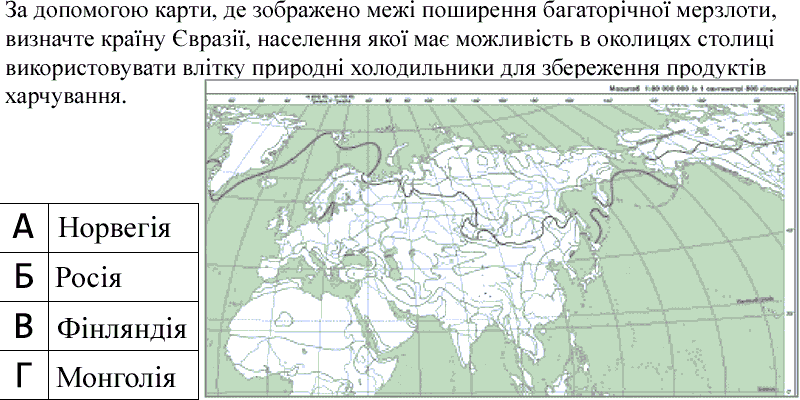 За допомогою карти, де зображено межі поширення багаторічної мерзлоти,
визначте країну Євразії, населення якої має можливість в околицях столиці
використовувати влітку природні холодильники для збереження продуктів
харчування.
Масштаб 1:80 000 000 (в 1 сантиметрі 800 кілометрів)
А Норвегія
Б Росія
В Фінляндія
Г Монголія